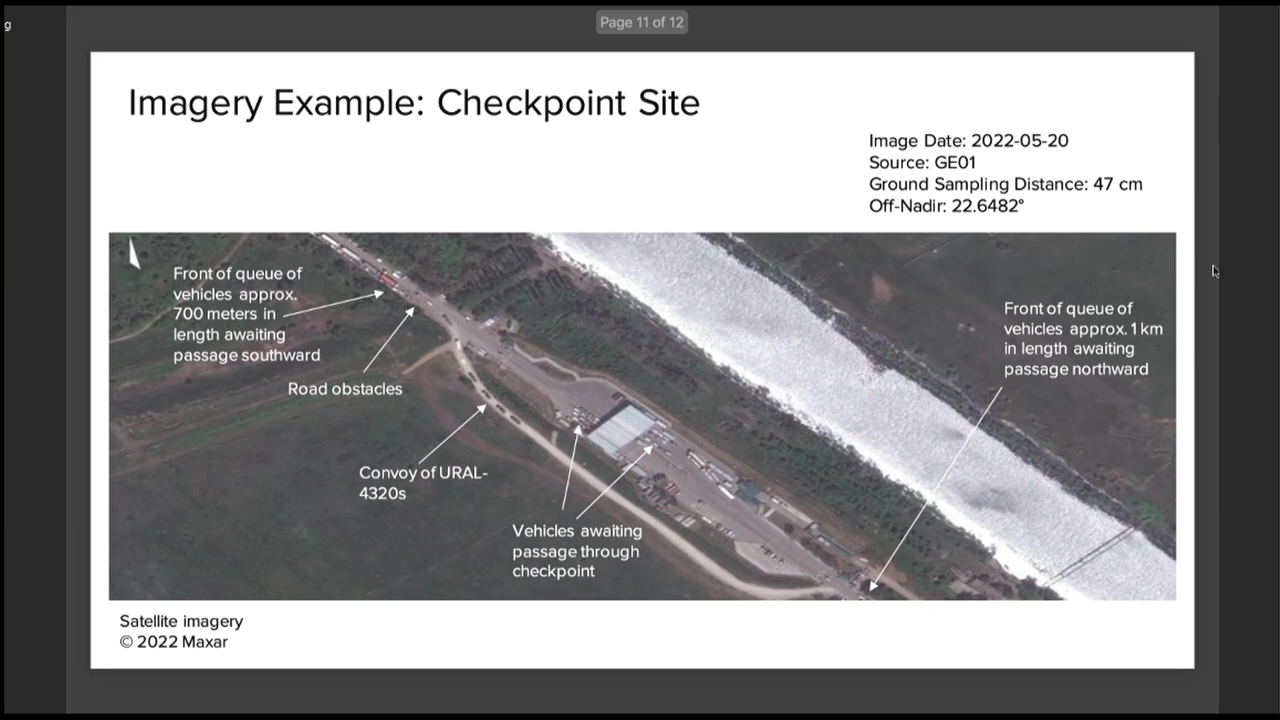 g
Page 11 of 12
Imagery Example: Checkpoint Site
Image Date: 2022-05-20
Source: GE01
Ground Sampling Distance: 47 cm
Off-Nadir: 22.6482°
Front of queue of
vehicles approx.
700 meters in
length awaiting
passage southward
Front of queue of
vehicles approx. 1 km
in length awaiting
passage northward
Road obstacles
Convoy of URAL-
4320s
Vehicles awaiting
passage through
checkpoint
Satellite imagery
© 2022 Maxar